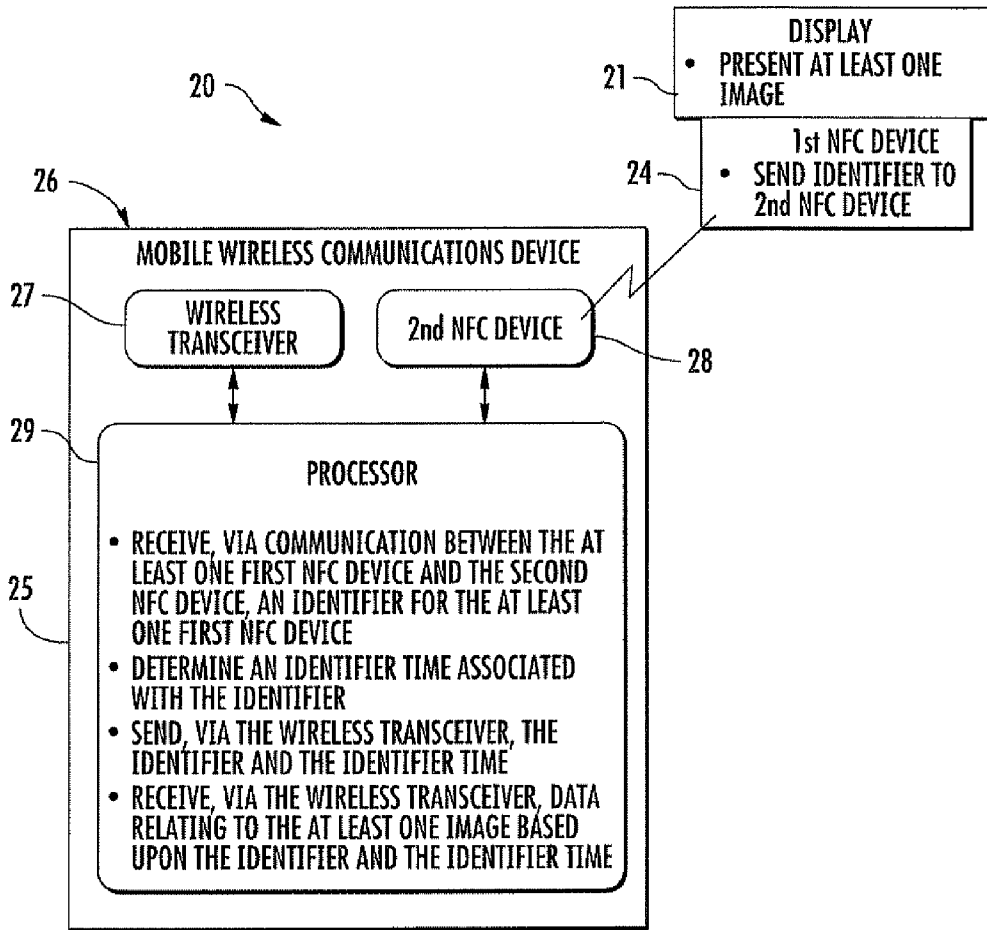 DISPLAY
• PRESENT AT LEAST ONE
IMAGE
21
20
1st NFC DEVICE
• SEND IDENTIFIER TO
2nd NFC DEVICE
24
26
MOBILE WIRELESS COMMUNICATIONS DEVICE
27
WIRELESS
TRANSCEIVER
2nd NFC DEVICE
28
29
PROCESSOR
• RECEIVE, VIA COMMUNICATION BETWEEN THE AT
LEAST ONE FIRST NFC DEVICE AND THE SECOND
NFC DEVICE, AN IDENTIFIER FOR THE AT LEAST
ONE FIRST NFC DEVICE
25
• DETERMINE AN IDENTIFIER TIME ASSOCIATED
WITH THE IDENTIFIER
• SEND, VIA THE WIRELESS TRANSCEIVER, THE
IDENTIFIER AND THE IDENTIFIER TIME
• RECEIVE, VIA THE WIRELESS TRANSCEIVER, DATA
RELATING TO THE AT LEAST ONE IMAGE BASED
UPON THE IDENTIFIER AND THE IDENTIFIER TIME